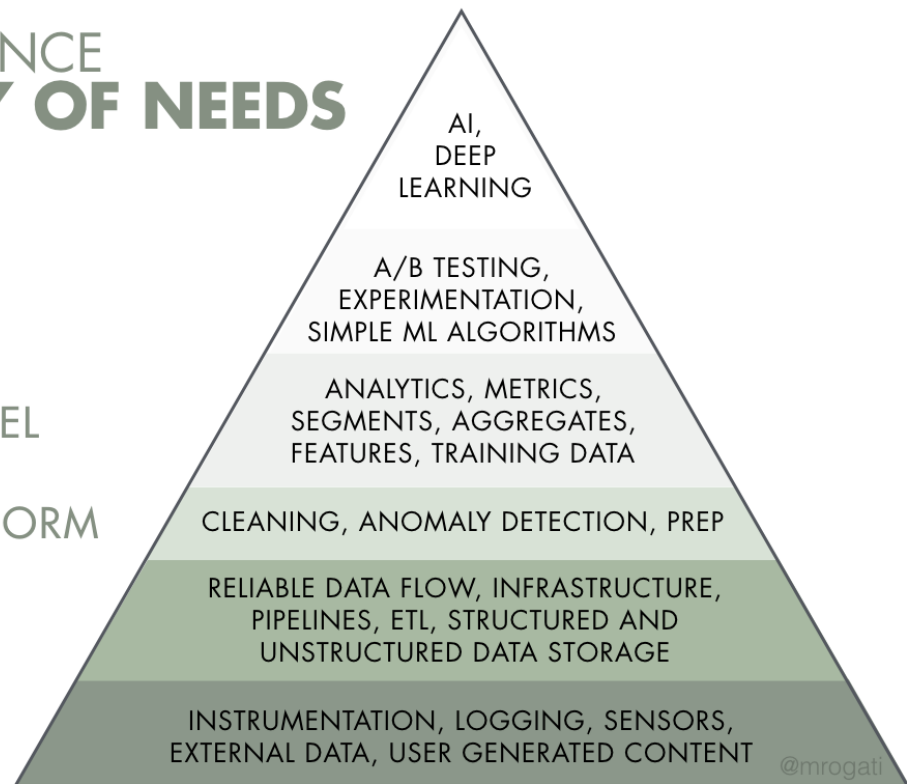 NCE
Y OF NEEDS
AI,
DEEP
LEARNING
A/B TESTING,
EXPERIMENTATION,
SIMPLE ML ALGORITHMS
EL
ANALYTICS, METRICS,
SEGMENTS, AGGREGATES,
FEATURES, TRAINING DATA
ORM
CLEANING, ANOMALY DETECTION, PREP
RELIABLE DATA FLOW, INFRASTRUCTURE,
PIPELINES, ETL, STRUCTURED AND
UNSTRUCTURED DATA STORAGE
INSTRUMENTATION, LOGGING, SENSORS,
EXTERNAL DATA, USER GENERATED CONTENT
@mrogati